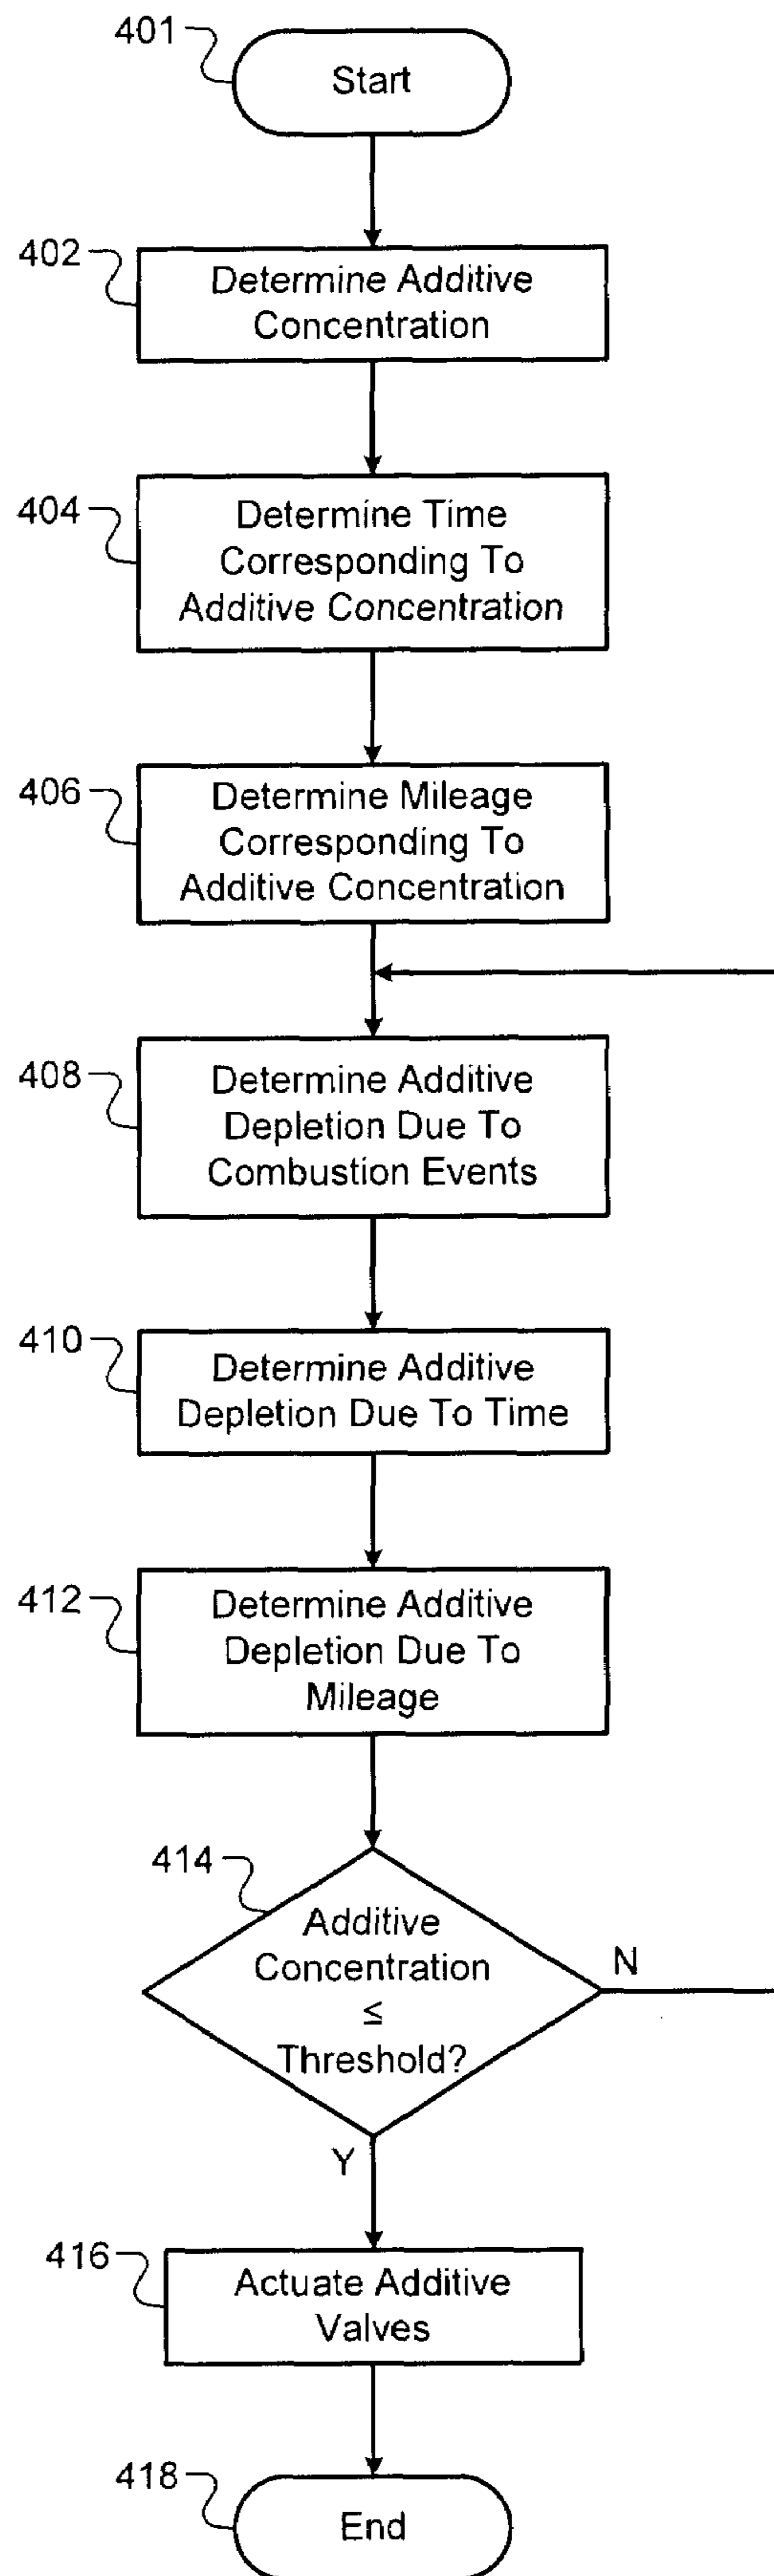 401
Start
402
Determine Additive
Concentration
404
Determine Time
Corresponding To
Additive Concentration
406
Determine Mileage
Corresponding To
Additive Concentration
408
Determine Additive
Depletion Due To
Combustion Events
410
Determine Additive
Depletion Due To Time
412
Determine Additive
Depletion Due To
Mileage
414
Additive
Concentration
≤
Threshold?
N
Y
416
Actuate Additive
Valves
418
End